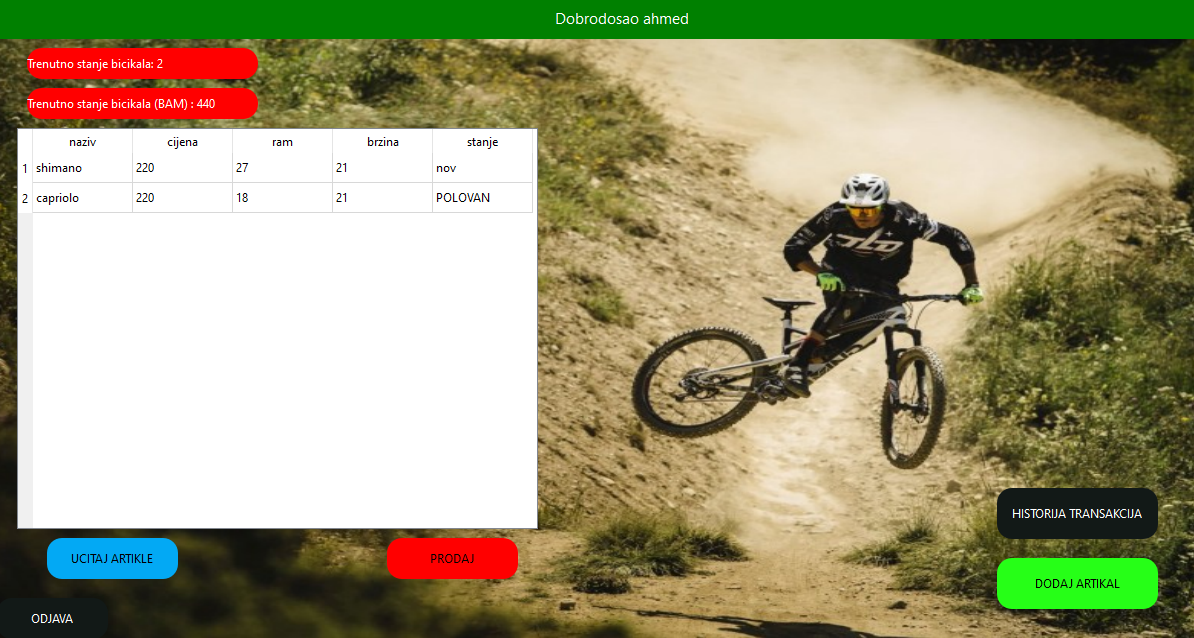 Dobrodosao ahmed
Trenutno stanje bicikala: 2
Trenutno stanje bicikala (BAM) : 440
naziv cijena ram brzina stanje
1 shimano 220 27 21 nov
2 capriolo 220 18 21 POLOVAN
TLD
HISTORIJA TRANSAKCIJA
UCITAJ ARTIKLE PRODAJ
DODAJ ARTIKAL
ODJAVA